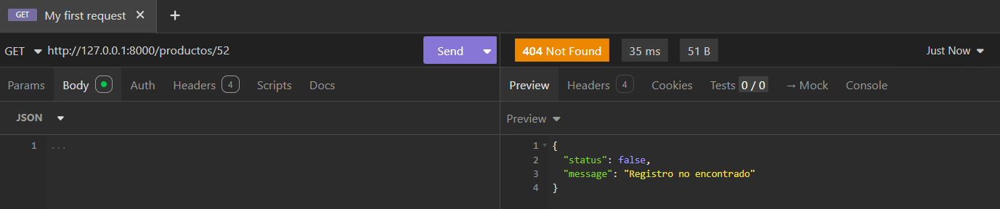 GET My first request × +
GET http://127.0.0.1:8000/productos/52 Send
404 Not Found 35 ms 51 B Just Now
Params Body Auth Headers 4 Scripts Docs
Preview Headers 4 Cookies Tests 0 / 0 → Mock Console
JSON
Preview
1 ...
1 {
2 "status": false,
3 "message": "Registro no encontrado"
4 }